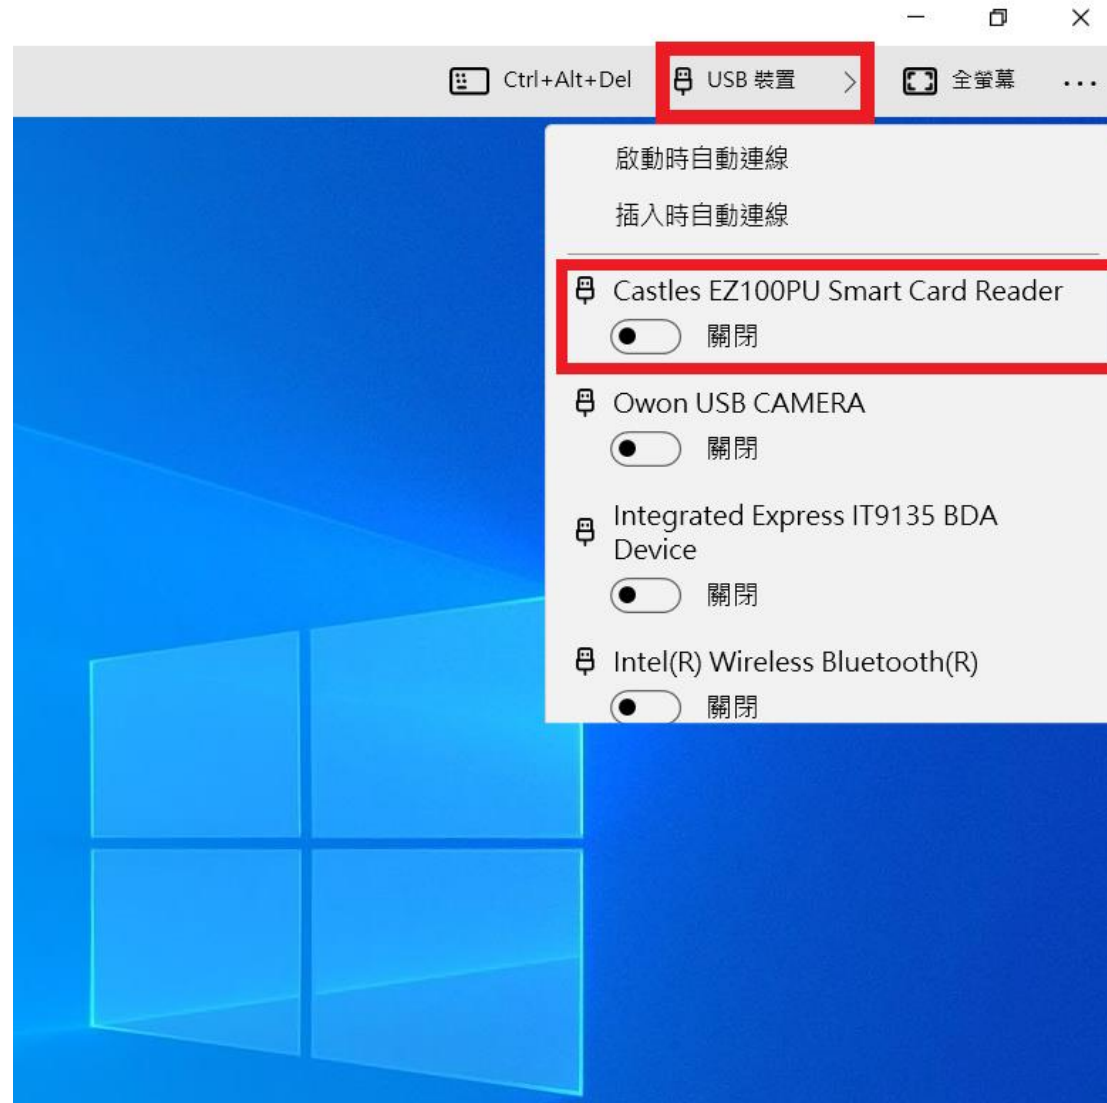 Ctrl+Alt+Del USB 裝置 全螢幕 ...
啟動時自動連線
插入時自動連線
Castles EZ100PU Smart Card Reader
關閉
Owon USB CAMERA
關閉
Integrated Express IT9135 BDA
Device
關閉
Intel(R) Wireless Bluetooth(R)
關閉